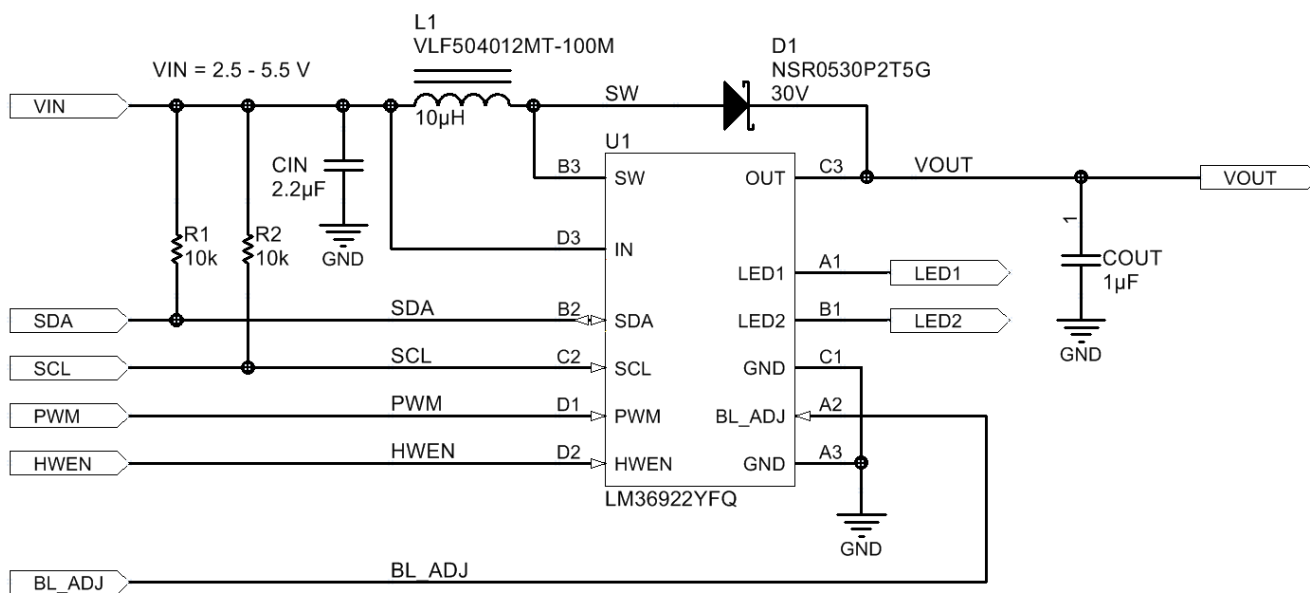 L1
VLF504012MT-100M
D1
NSR0530P2T5G
30V
VIN = 2.5 - 5.5 V
VIN
SW
10µH
U1
CIN
2.2µF
GND
B3
SW
OUT
C3
VOUT
VOUT
R1
10k
R2
10k
D3
IN
1
LED1
A1
LED1
COUT
1µF
GND
SDA
SDA
B2
SDA
LED2
B1
LED2
SCL
SCL
C2
SCL
GND
C1
PWM
PWM
D1
PWM
BL_ADJ
A2
HWEN
HWEN
D2
HWEN
GND
A3
LM36922YFQ
GND
BL_ADJ
BL_ADJ